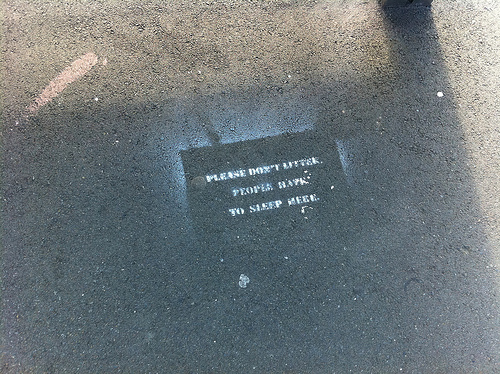 PLEASE DON'T LITTER.
PEOPLE HAVE
TO SLEEP HERE.